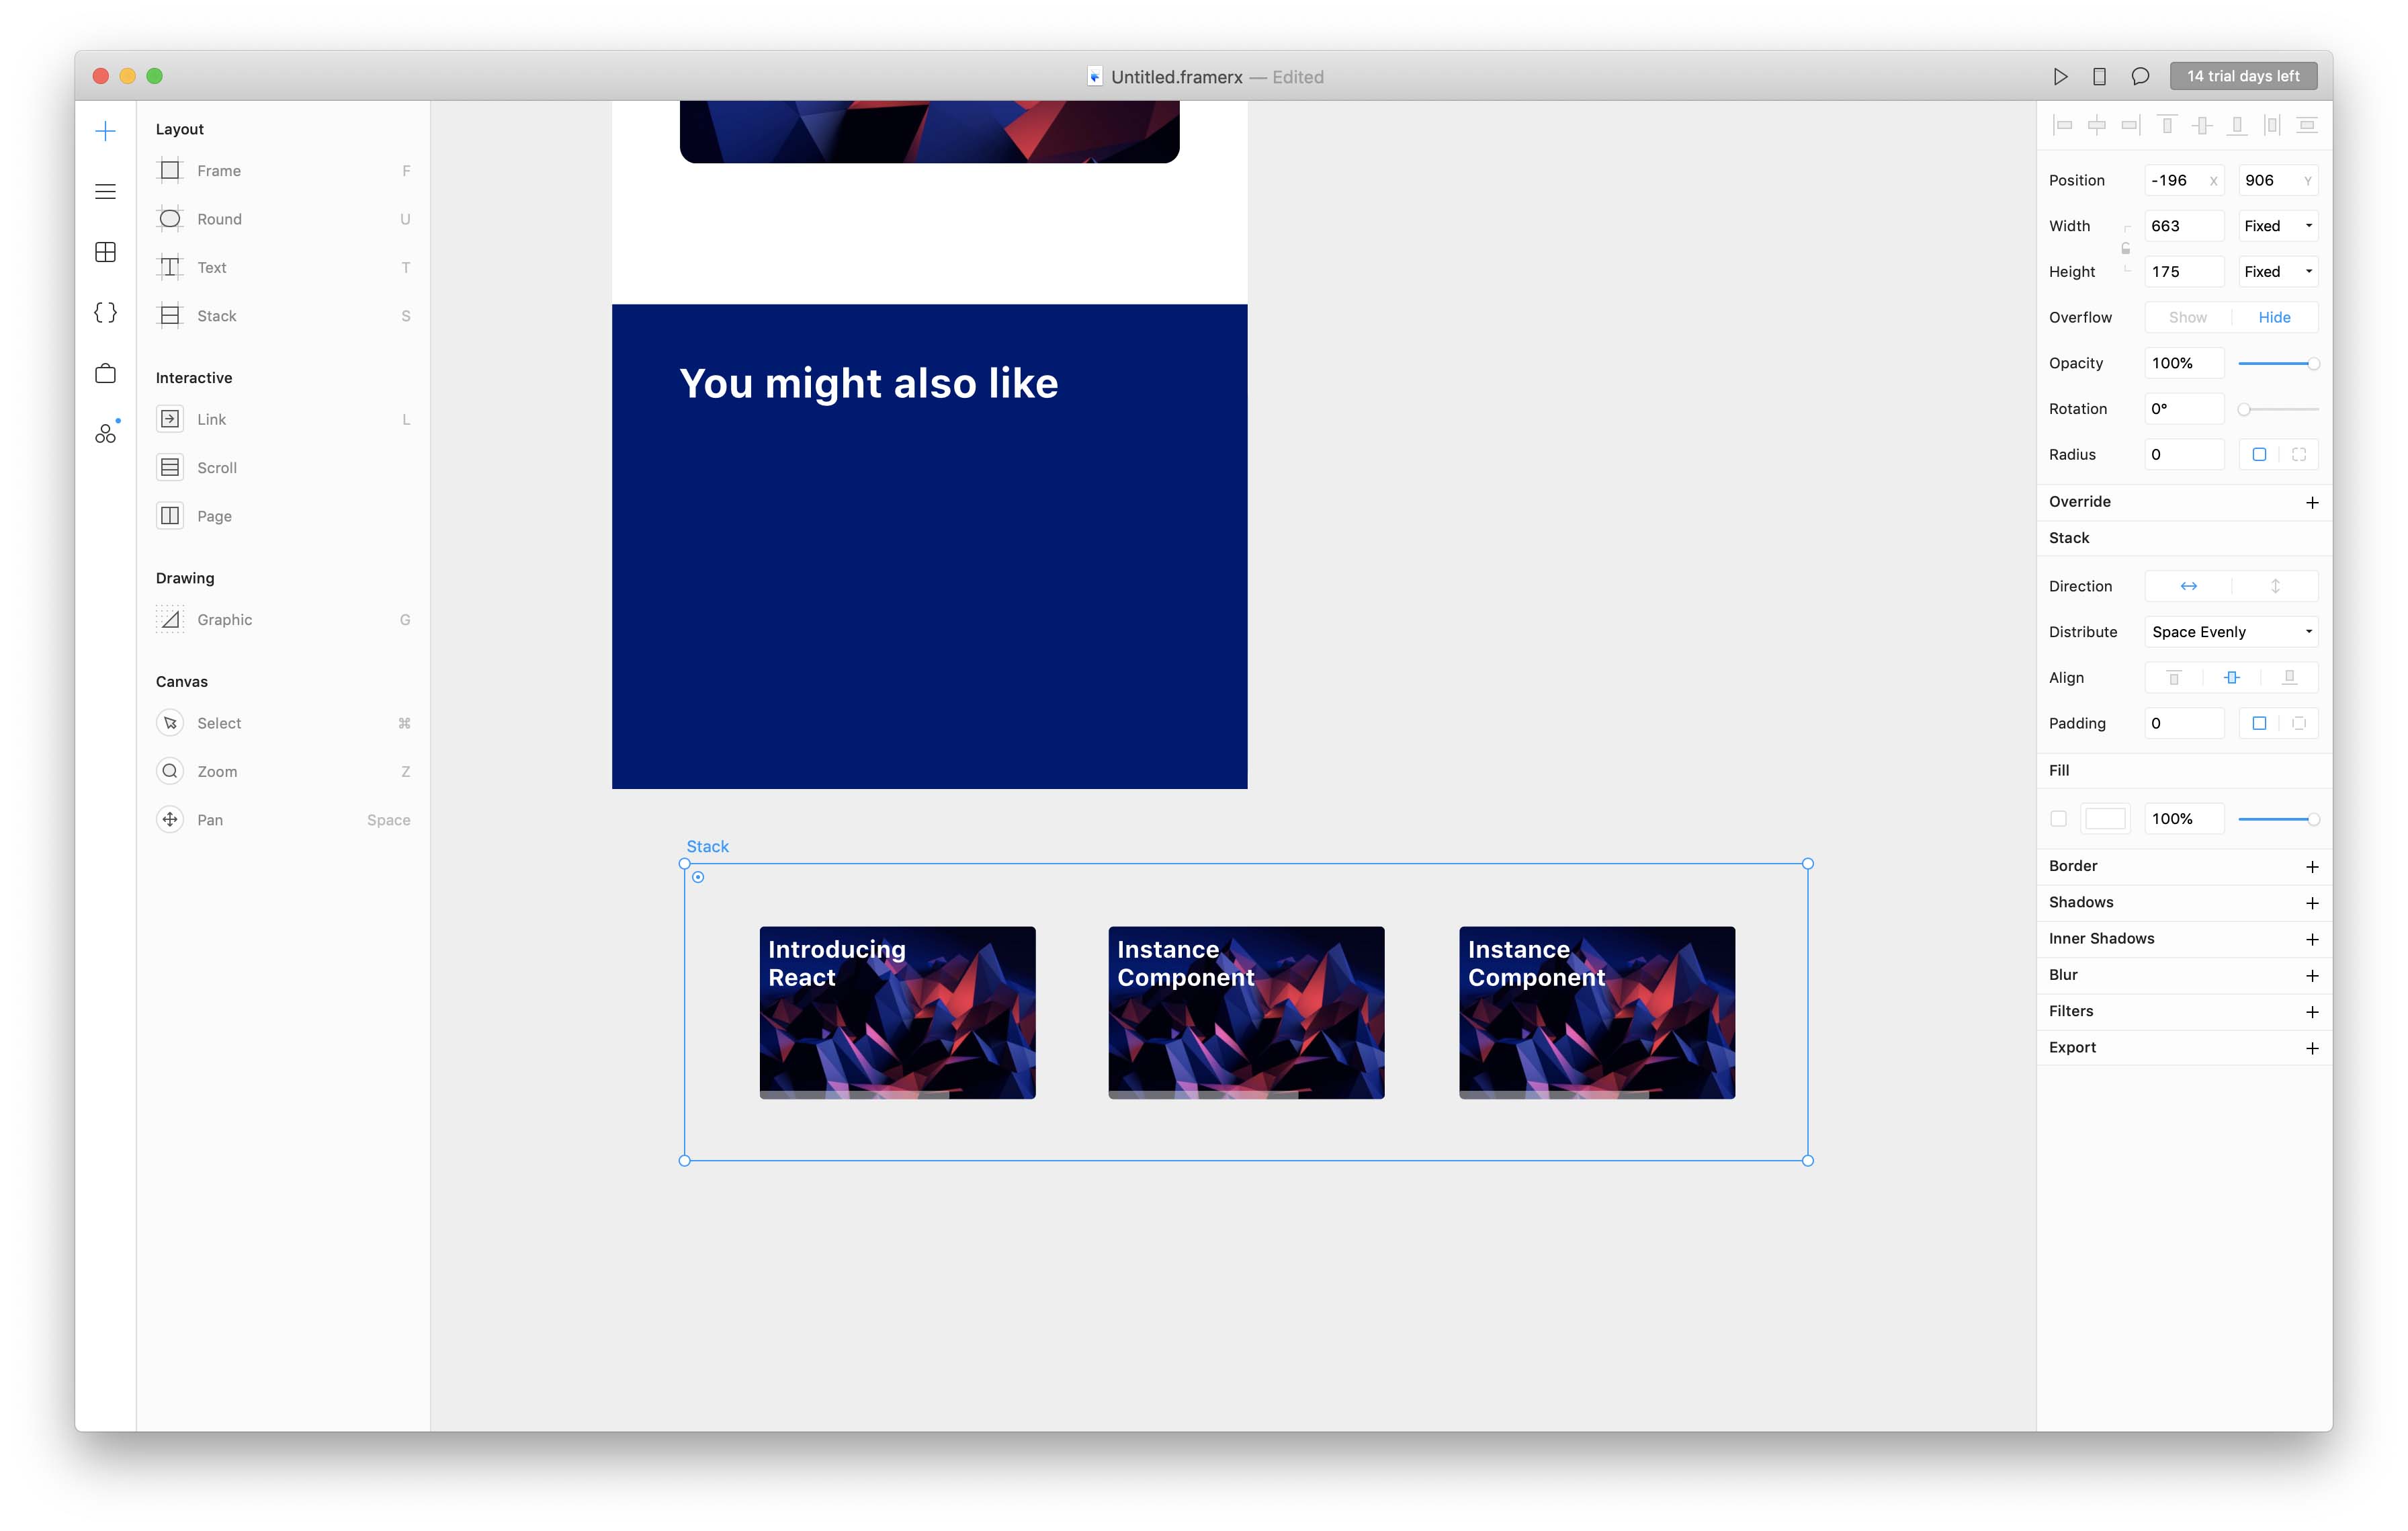 Untitled.framerx — Edited
14 trial days left
Layout
Frame F
Round U
Text T
Stack S
Interactive
Link L
Scroll
Page
Drawing
Graphic G
Canvas
Select ⌘
Zoom Z
Pan Space
You might also like
Stack
Introducing
React
Instance
Component
Instance
Component
Position -196 X 906 Y
Width 663 Fixed
Height 175 Fixed
Overflow Show Hide
Opacity 100%
Rotation 0°
Radius 0
Override
Stack
Direction
Distribute Space Evenly
Align
Padding 0
Fill
100%
Border
Shadows
Inner Shadows
Blur
Filters
Export